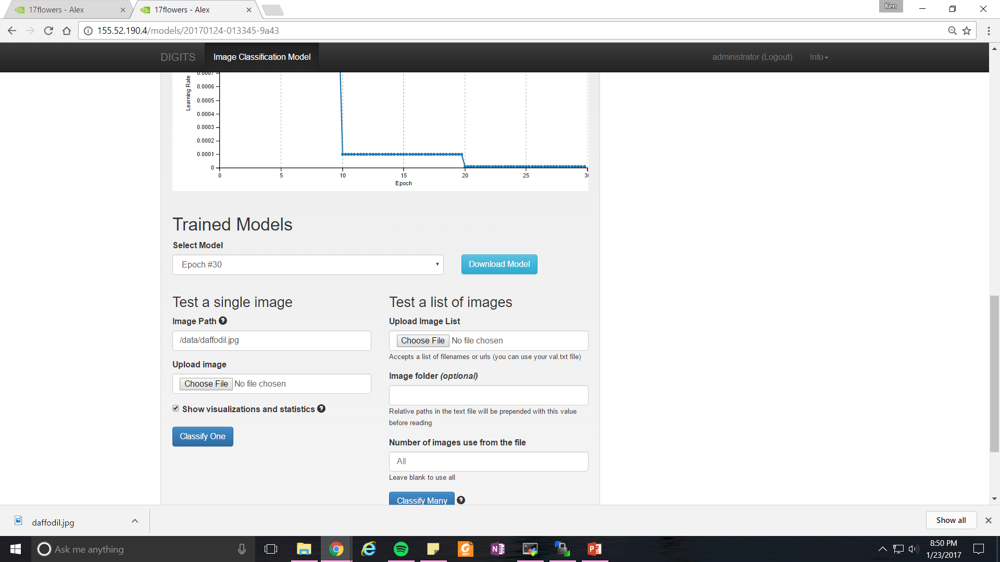 17flowers - Alex
17flowers - Alex
Ken
155.52.190.4/models/20170124-013345-9a43
DIGITS
Image Classification Model
administrator (Logout)
Info
Learning Rate
0.0007
0.0006
0.0005
0.0004
0.0003
0.0002
0.0001
0
0 5 10 15 20 25 30
Epoch
Trained Models
Select Model
Epoch #30
Download Model
Test a single image
Image Path ?
/data/daffodil.jpg
Upload image
Choose File No file chosen
Show visualizations and statistics ?
Classify One
Test a list of images
Upload Image List
Choose File No file chosen
Accepts a list of filenames or urls (you can use your val.txt file)
Image folder (optional)
Relative paths in the text file will be prepended with this value
before reading
Number of images use from the file
All
Leave blank to use all
Classify Many ?
daffodil.jpg
Show all
Ask me anything
8:50 PM
1/23/2017